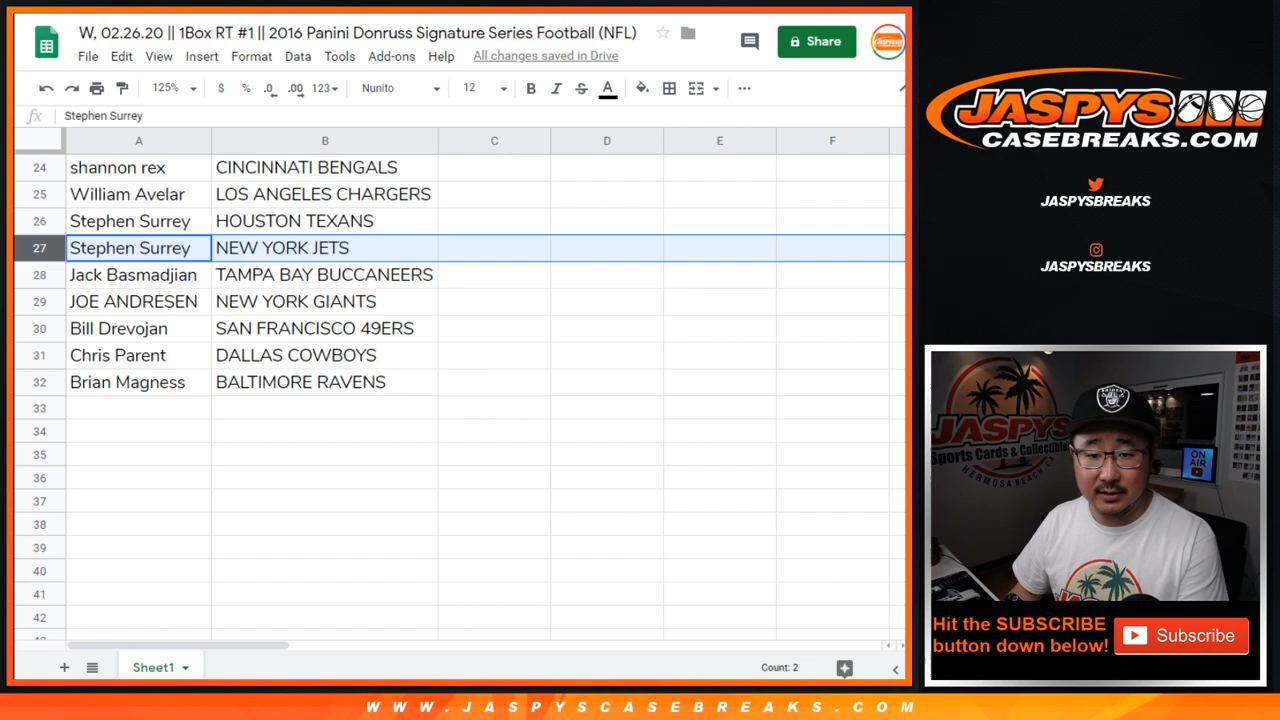 W, 02.26.20 || 1Box RT #1 || 2016 Panini Donruss Signature Series Football (NFL)
File Edit View Insert Format Data Tools Add-ons Help All changes saved in Drive
Share
125% $ % .0 .00 123 Nunito 12 B I S A
fx Stephen Surrey
A B C D E F
24 shannon rex CINCINNATI BENGALS
25 William Avelar LOS ANGELES CHARGERS
26 Stephen Surrey HOUSTON TEXANS
27 Stephen Surrey NEW YORK JETS
28 Jack Basmadjian TAMPA BAY BUCCANEERS
29 JOE ANDRESEN NEW YORK GIANTS
30 Bill Drevojan SAN FRANCISCO 49ERS
31 Chris Parent DALLAS COWBOYS
32 Brian Magness BALTIMORE RAVENS
33
34
35
36
37
38
39
40
41
42
Sheet1 Count: 2
JASPYS
CASEBREAKS.COM
JASPYSBREAKS
JASPYSBREAKS
RAIDERS
JASPYS
Sports Cards & Collectibles
HERMOSA BEACH, CA
ON AIR
Hit the SUBSCRIBE
button down below!
Subscribe
WWW.JASPYSCASEBREAKS.COM